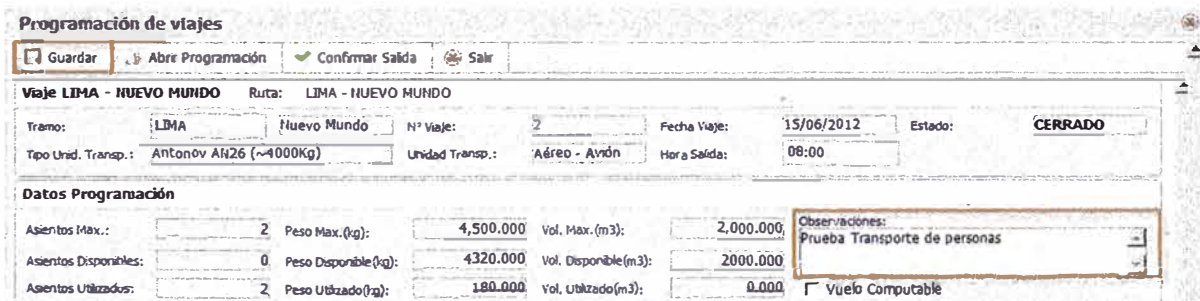 Programación de viajes
Guardar Abrir Programación Confirmar Salida Salir
Viaje LIMA - NUEVO MUNDO Ruta: LIMA - NUEVO MUNDO
Tramo: LIMA Nuevo Mundo N° Viaje: 2 Fecha Viaje: 15/06/2012 Estado: CERRADO
Tipo Unid. Transp.: Antonov AN26 (~4000Kg) Unidad Transp.: Aéreo - Avión Hora Salida: 08:00
Datos Programación
Asientos Max.: 2 Peso Max.(kg): 4,500.000 Vol. Máx.(m3): 2,000.000 Observaciones:
Prueba Transporte de personas
Asientos Disponibles: 0 Peso Disponible(kg): 4320.000 Vol. Disponible(m3): 2000.000
Asientos Utilizados: 2 Peso Utilizado(kg): 180.000 Vol. Utilizado(m3): 0.000 Vuelo Computable